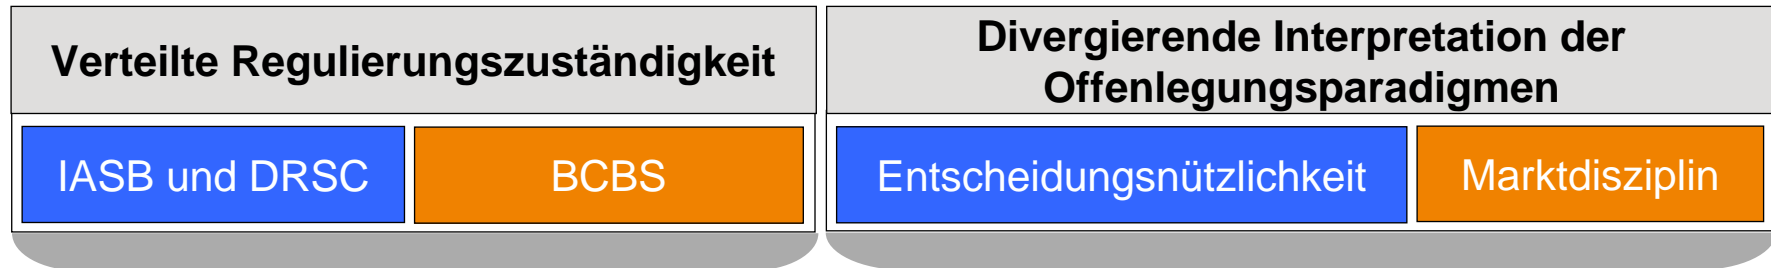 Verteilte Regulierungszuständigkeit
Divergierende Interpretation der
Offenlegungsparadigmen
IASB und DRSC
BCBS
Entscheidungsnützlichkeit
Marktdisziplin